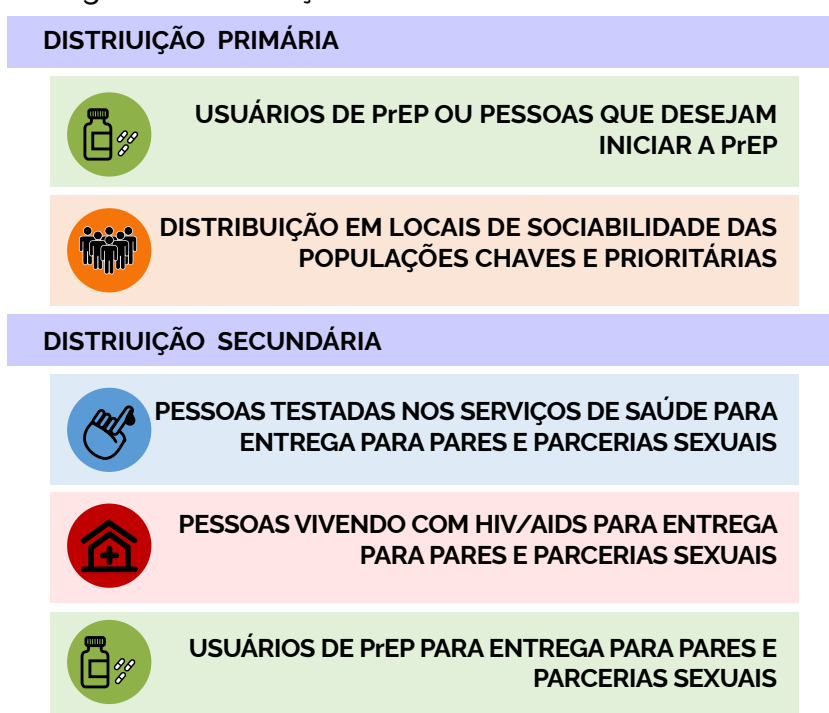 DISTRIUIÇÃO PRIMÁRIA
USUÁRIOS DE PrEP OU PESSOAS QUE DESEJAM
INICIAR A PrEP
DISTRIBUIÇÃO EM LOCAIS DE SOCIABILIDADE DAS
POPULAÇÕES CHAVES E PRIORITÁRIAS
DISTRIUIÇÃO SECUNDÁRIA
PESSOAS TESTADAS NOS SERVIÇOS DE SAÚDE PARA
ENTREGA PARA PARES E PARCERIAS SEXUAIS
PESSOAS VIVENDO COM HIV/AIDS PARA ENTREGA
PARA PARES E PARCERIAS SEXUAIS
USUÁRIOS DE PrEP PARA ENTREGA PARA PARES E
PARCERIAS SEXUAIS